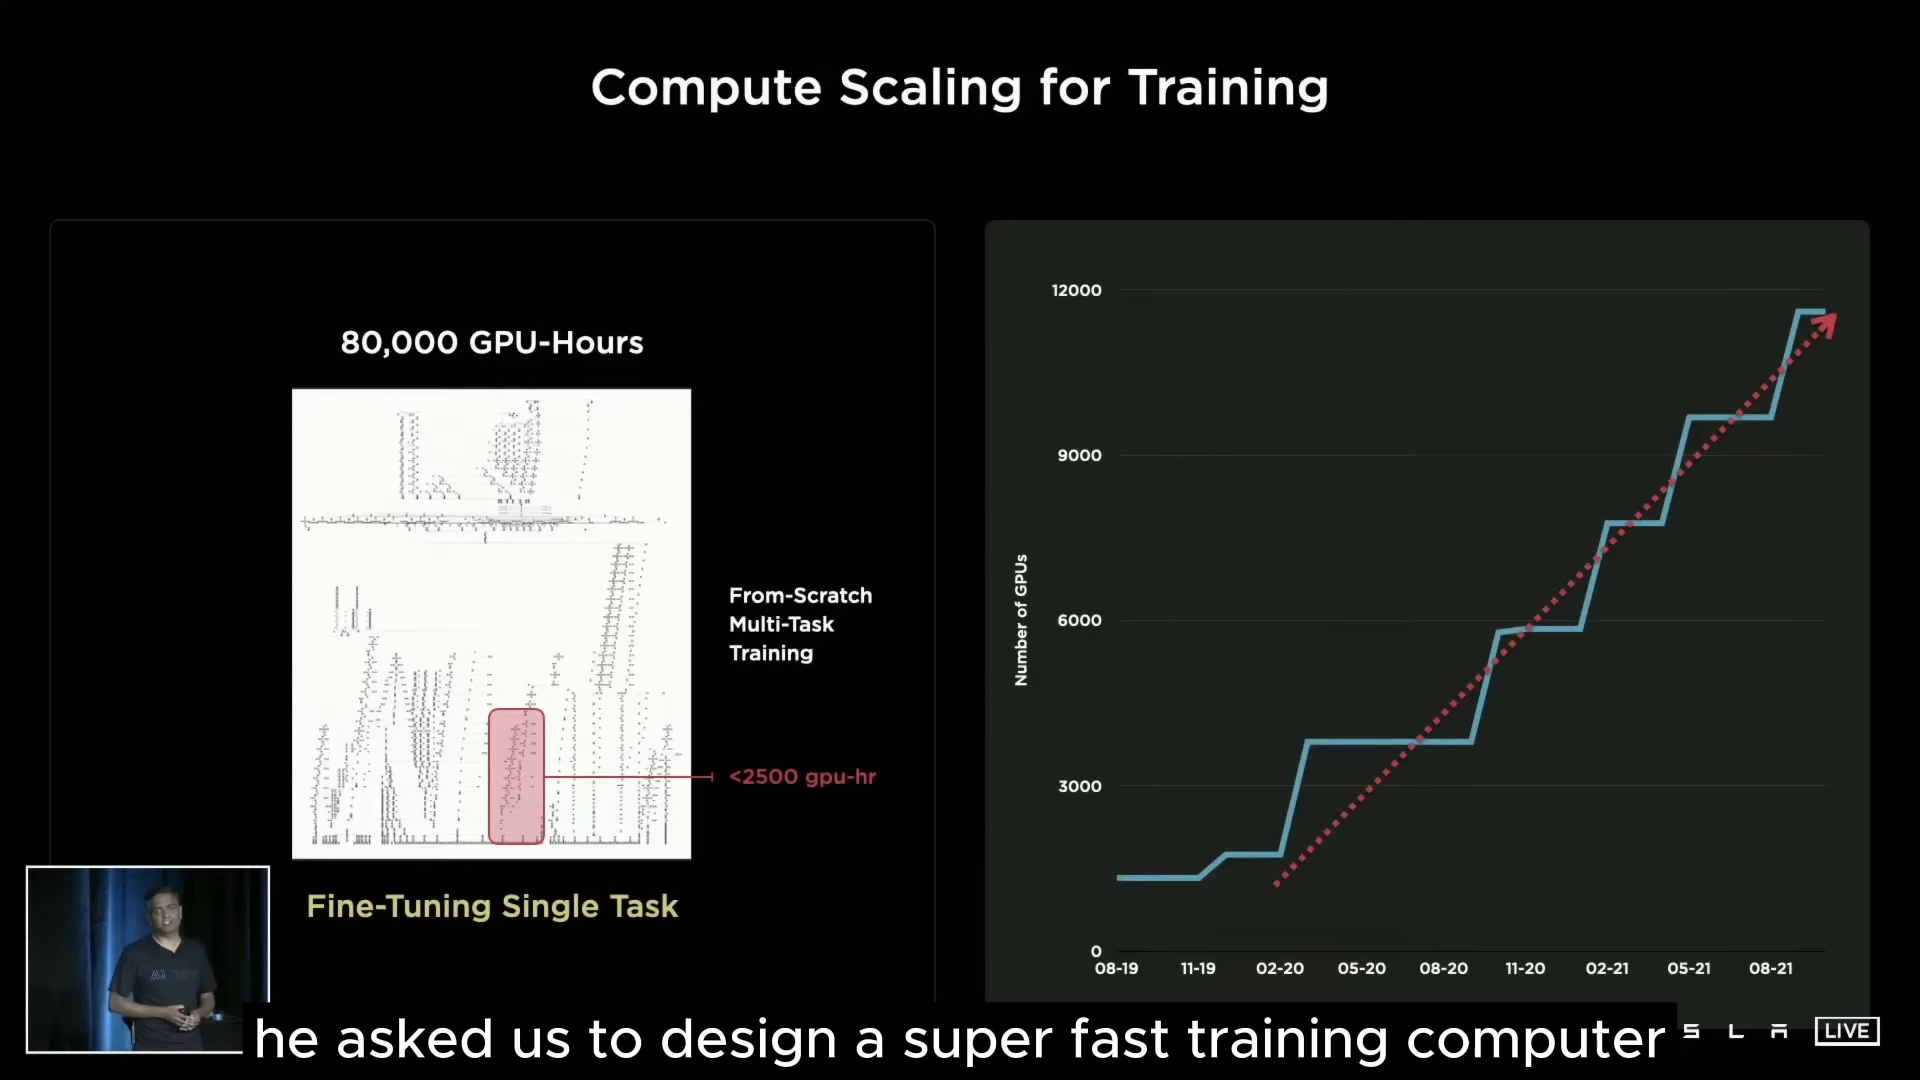 Compute Scaling for Training
80,000 GPU-Hours
From-Scratch
Multi-Task
Training
<2500 gpu-hr
Fine-Tuning Single Task
Number of GPUs
12000
9000
6000
3000
0
08-19 11-19 02-20 05-20 08-20 11-20 02-21 05-21 08-21
he asked us to design a super fast training computer
S L A LIVE